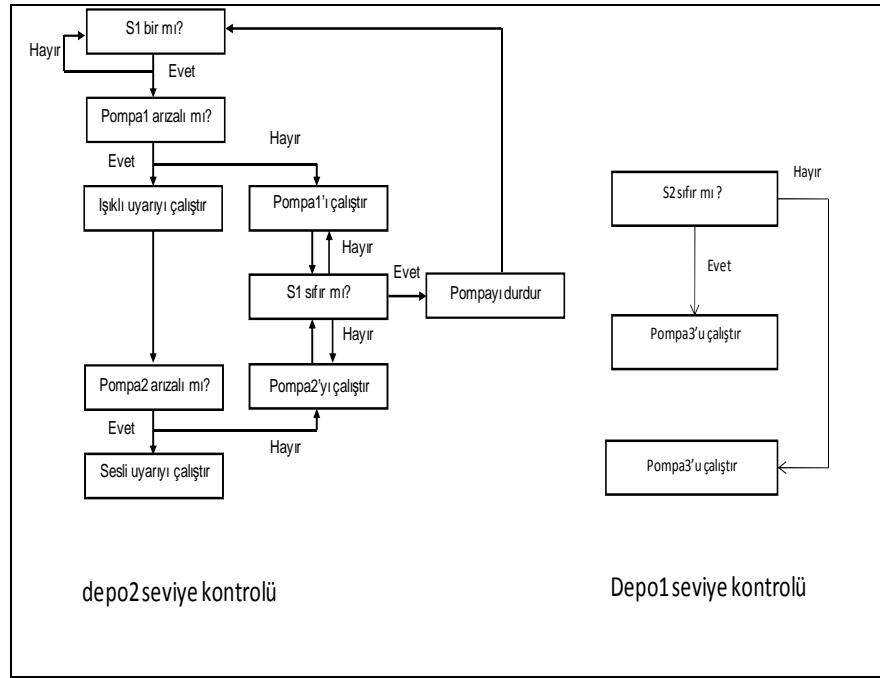 S1 bir mı?
Hayır
Evet
Pompa1 arızalı mı?
Hayır
Evet
Işıklı uyarıyı çalıştır
Pompa1'ı çalıştır
Hayır
S1 sıfır mı?
Evet
Pompayı durdur
Hayır
Pompa2 arızalı mı?
Pompa2'yı çalıştır
Evet
Hayır
Sesli uyarıyı çalıştır
depo2 seviye kontrolü
S2 sıfır mı ?
Hayır
Evet
Pompa3'u çalıştır
Pompa3'u çalıştır
Depo1 seviye kontrolü